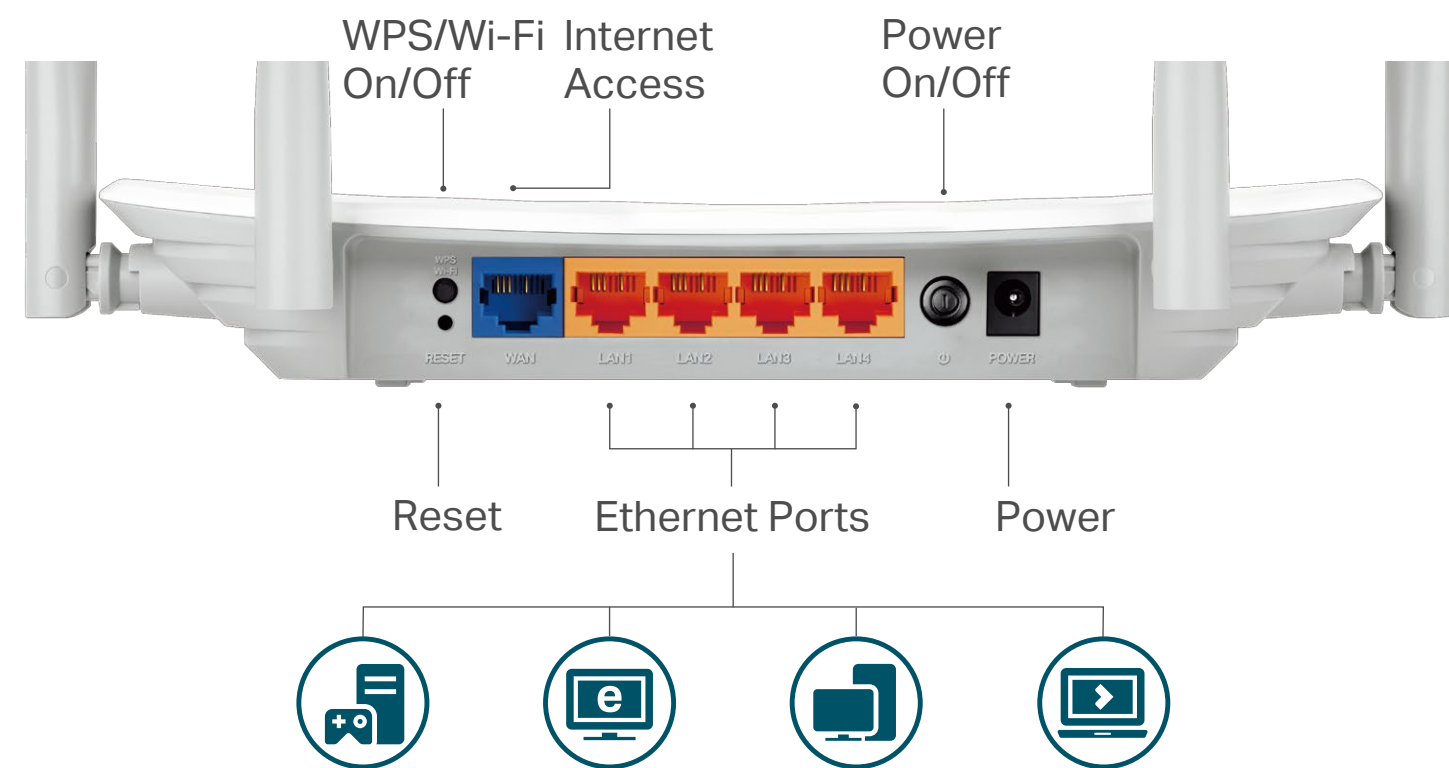 WPS/Wi-Fi
On/Off
Internet
Access
Power
On/Off
WPS
Wi-Fi
RESET
WAN
LAN1
LAN2
LAN3
LAN4
POWER
Reset
Ethernet Ports
Power
e